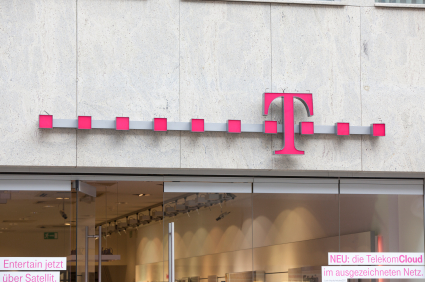 T
Entertain jetzt
über Satellit.
NEU: die TelekomCloud
im ausgezeichneten Netz.